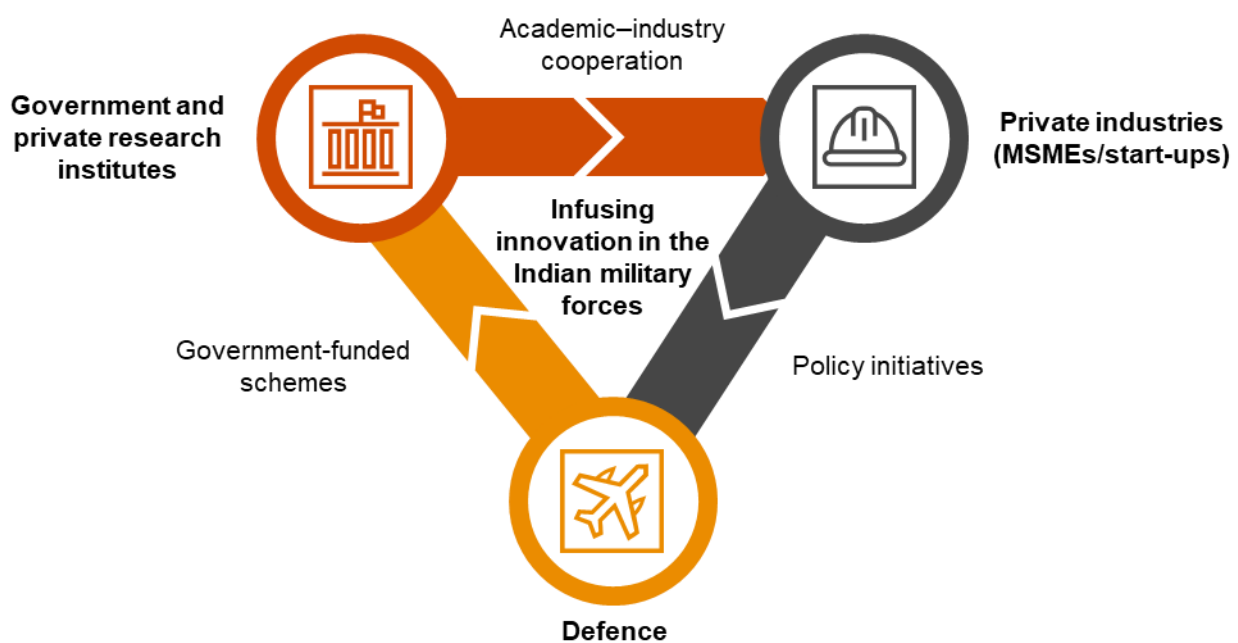 Academic–industry
cooperation
Government and
private research
institutes
Private industries
(MSMEs/start-ups)
Infusing
innovation in the
Indian military
forces
Government-funded
schemes
Policy initiatives
Defence